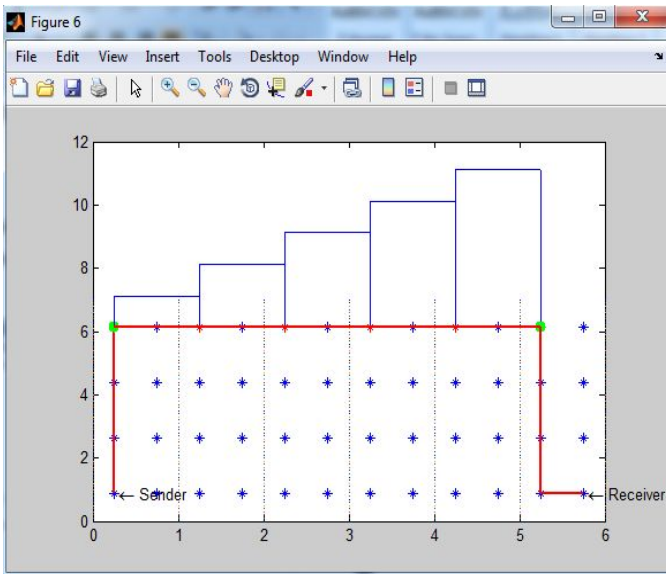 Figure 6
File Edit View Insert Tools Desktop Window Help
12
10
8
6
4
2
0
← Sender
← Receiver
0 1 2 3 4 5 6